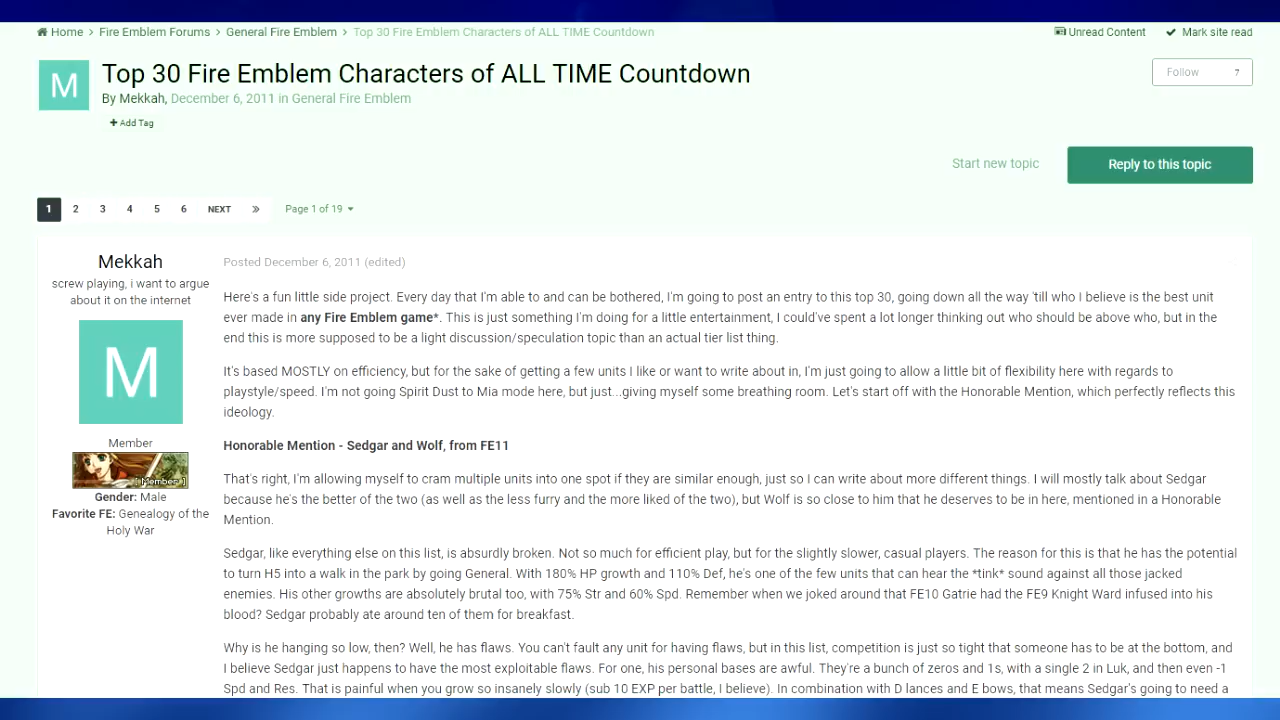 Home > Fire Emblem Forums > General Fire Emblem > Top 30 Fire Emblem Characters of ALL TIME Countdown
Unread Content ✔ Mark site read
M
Top 30 Fire Emblem Characters of ALL TIME Countdown
By Mekkah, December 6, 2011 in General Fire Emblem
+ Add Tag
Follow 7
Start new topic
Reply to this topic
1 2 3 4 5 6 NEXT » Page 1 of 19
Mekkah
screw playing, i want to argue
about it on the internet
M
Member
[ Member ]
Gender: Male
Favorite FE: Genealogy of the
Holy War
Posted December 6, 2011 (edited)
Here's a fun little side project. Every day that I'm able to and can be bothered, I'm going to post an entry to this top 30, going down all the way 'till who I believe is the best unit
ever made in any Fire Emblem game*. This is just something I'm doing for a little entertainment, I could've spent a lot longer thinking out who should be above who, but in the
end this is more supposed to be a light discussion/speculation topic than an actual tier list thing.
It's based MOSTLY on efficiency, but for the sake of getting a few units I like or want to write about in, I'm just going to allow a little bit of flexibility here with regards to
playstyle/speed. I'm not going Spirit Dust to Mia mode here, but just...giving myself some breathing room. Let's start off with the Honorable Mention, which perfectly reflects this
ideology.
Honorable Mention - Sedgar and Wolf, from FE11
That's right, I'm allowing myself to cram multiple units into one spot if they are similar enough, just so I can write about more different things. I will mostly talk about Sedgar
because he's the better of the two (as well as the less furry and the more liked of the two), but Wolf is so close to him that he deserves to be in here, mentioned in a Honorable
Mention.
Sedgar, like everything else on this list, is absurdly broken. Not so much for efficient play, but for the slightly slower, casual players. The reason for this is that he has the potential
to turn H5 into a walk in the park by going General. With 180% HP growth and 110% Def, he's one of the few units that can hear the *tink* sound against all those jacked
enemies. His other growths are absolutely brutal too, with 75% Str and 60% Spd. Remember when we joked around that FE10 Gatrie had the FE9 Knight Ward infused into his
blood? Sedgar probably ate around ten of them for breakfast.
Why is he hanging so low, then? Well, he has flaws. You can't fault any unit for having flaws, but in this list, competition is just so tight that someone has to be at the bottom, and
I believe Sedgar just happens to have the most exploitable flaws. For one, his personal bases are awful. They're a bunch of zeros and 1s, with a single 2 in Luk, and then even -1
Spd and Res. That is painful when you grow so insanely slowly (sub 10 EXP per battle, I believe). In combination with D lances and E bows, that means Sedgar's going to need a